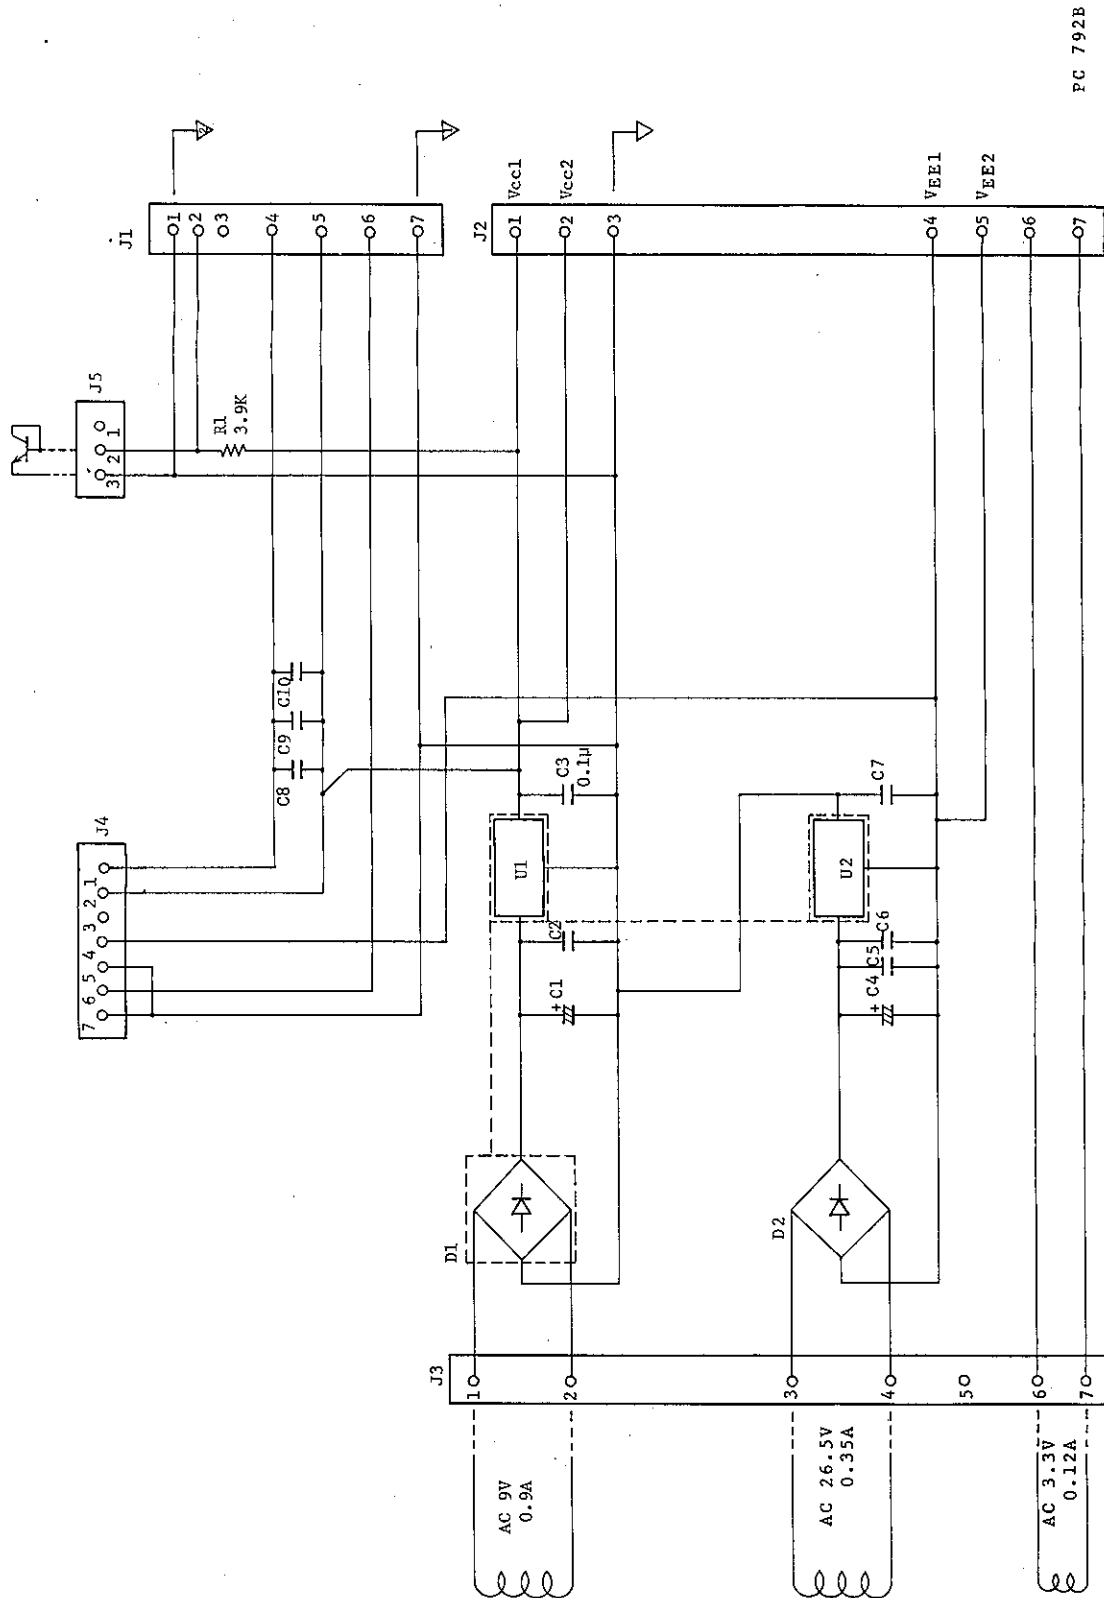 PC 792B
J5
3 2 1
R1
3.9K
J1
1
2
3
4
5
6
7
2
1
J2
1 Vcc1
2 Vcc2
3
4 VEE1
5 VEE2
6
7
J4
7 6 5 4 3 2 1
C8 C9 C10
U1
C3
0.1μ
C2
+ C1
U2
C7
C6
C5
+ C4
D1
D2
J3
1
2
3
4
5
6
7
AC 9V
0.9A
AC 26.5V
0.35A
AC 3.3V
0.12A